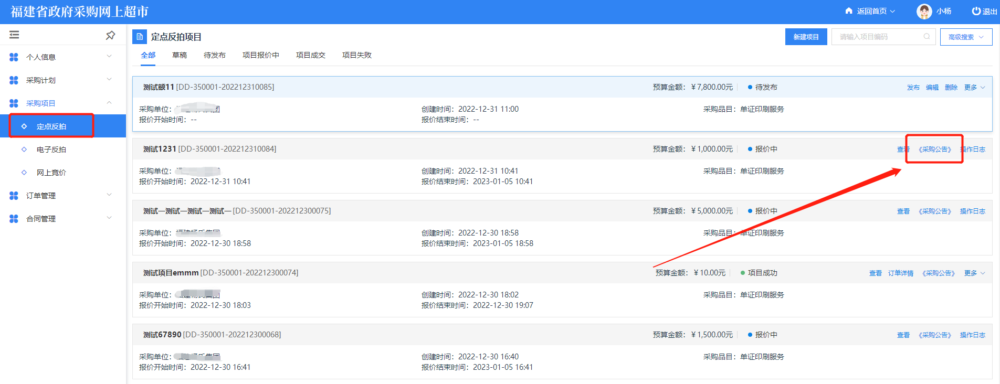 福建省政府采购网上超市
返回首页
小杨
退出
个人信息
采购计划
采购项目
定点反拍
电子反拍
网上竞价
订单管理
合同管理
定点反拍项目
新建项目
请输入项目编码
高级搜索
全部 草稿 待发布 项目报价中 项目成交 项目失败
测试额11 [DD-350001-202212310085] 预算金额：￥7,800.00元 待发布 发布 编辑 删除 更多
采购单位： 团 创建时间：2022-12-31 11:00 采购品目：单证印刷服务
报价开始时间：-- 报价结束时间：--
测试1231 [DD-350001-202212310084] 预算金额：￥1,000.00元 报价中 查看 《采购公告》 操作日志
采购单位： 创建时间：2022-12-31 10:41 采购品目：单证印刷服务
报价开始时间：2022-12-31 10:41 报价结束时间：2023-01-05 10:41
测试—测试—测试—测试— [DD-350001-202212300075] 预算金额：￥5,000.00元 报价中 查看 《采购公告》 操作日志
采购单位： 创建时间：2022-12-30 18:58 采购品目：单证印刷服务
报价开始时间：2022-12-30 18:58 报价结束时间：2023-01-05 18:58
测试项目emmm [DD-350001-202212300074] 预算金额：￥10.00元 项目成功 查看 订单详情 《采购公告》 更多
采购单位： 创建时间：2022-12-30 18:02 采购品目：单证印刷服务
报价开始时间：2022-12-30 18:03 报价结束时间：2022-12-30 19:07
测试67890 [DD-350001-202212300068] 预算金额：￥1,500.00元 报价中 查看 《采购公告》 操作日志
采购单位： 创建时间：2022-12-30 16:40 采购品目：单证印刷服务
报价开始时间：2022-12-30 16:41 报价结束时间：2023-01-05 16:41